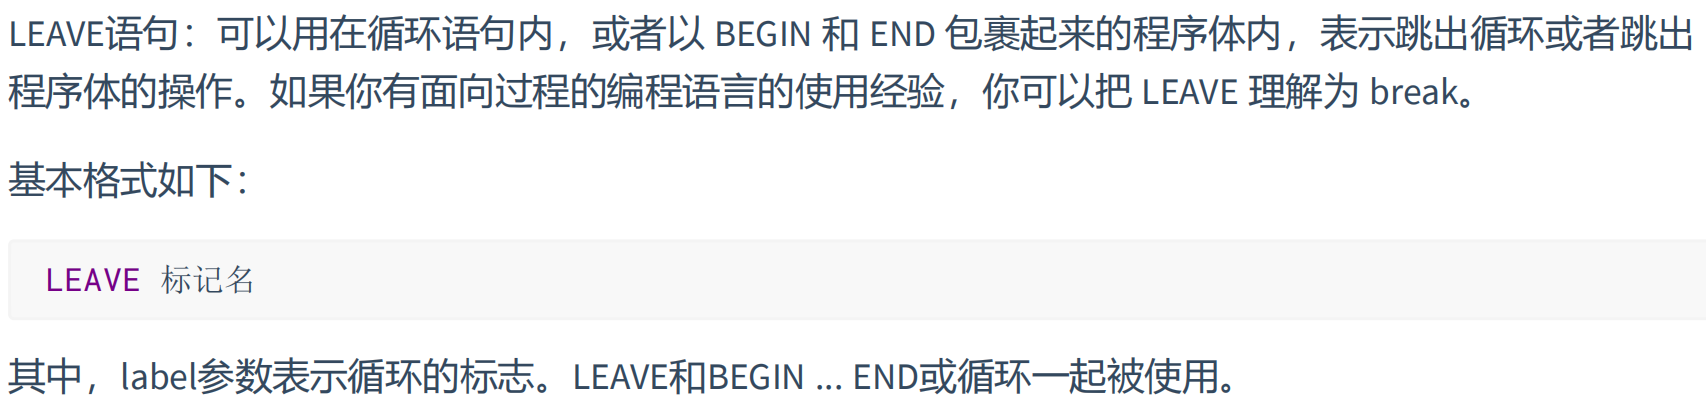 LEAVE语句：可以用在循环语句内，或者以 BEGIN 和 END 包裹起来的程序体内，表示跳出循环或者跳出
程序体的操作。如果你有面向过程的编程语言的使用经验，你可以把 LEAVE 理解为 break。
基本格式如下：
LEAVE 标记名
其中，label参数表示循环的标志。LEAVE和BEGIN ... END或循环一起被使用。